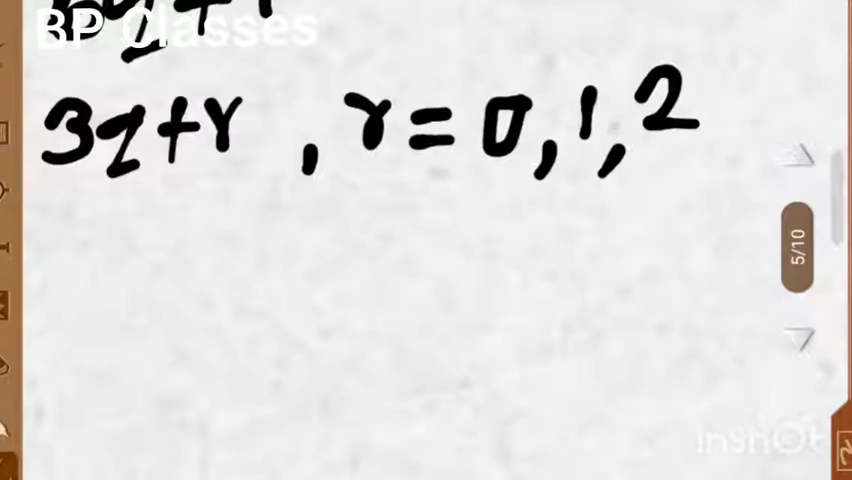 BP Classes
3q+r , r = 0, 1, 2
5/10
InshOt